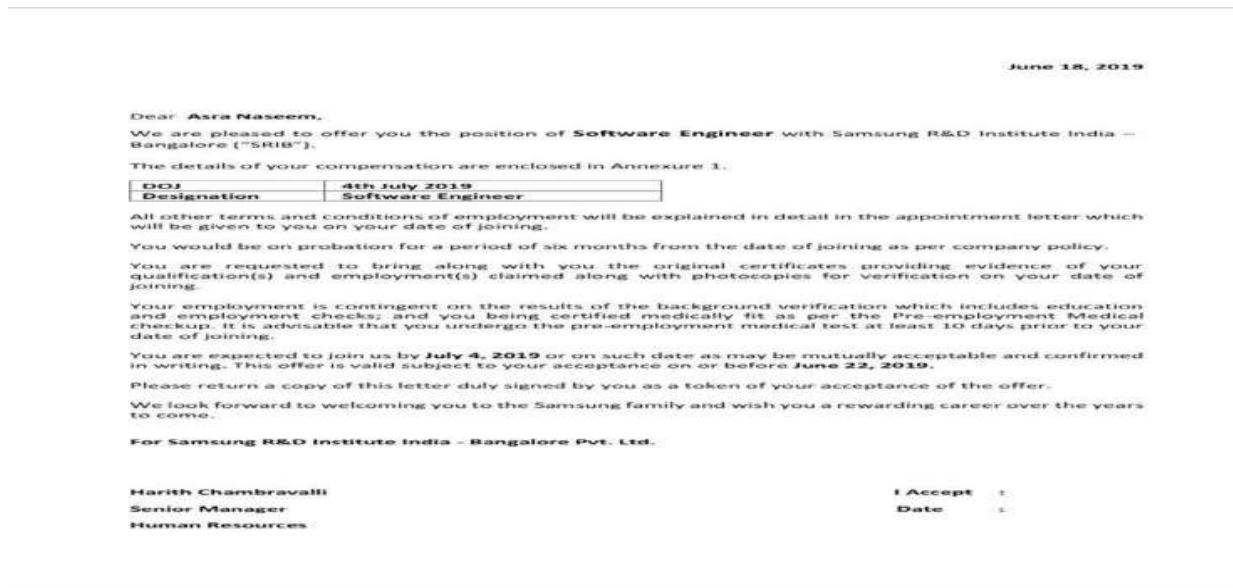 June 18, 2019
Dear Asra Naseem,
We are pleased to offer you the position of Software Engineer with Samsung R&D Institute India –
Bangalore ("SRIB").
The details of your compensation are enclosed in Annexure 1.
DOJ 4th July 2019
Designation Software Engineer
All other terms and conditions of employment will be explained in detail in the appointment letter which
will be given to you on your date of joining.
You would be on probation for a period of six months from the date of joining as per company policy.
You are requested to bring along with you the original certificates providing evidence of your
qualification(s) and employment(s) claimed along with photocopies for verification on your date of
joining.
Your employment is contingent on the results of the background verification which includes education
and employment checks; and you being certified medically fit as per the Pre-employment Medical
checkup. It is advisable that you undergo the pre-employment medical test at least 10 days prior to your
date of joining.
You are expected to join us by July 4, 2019 or on such date as may be mutually acceptable and confirmed
in writing. This offer is valid subject to your acceptance on or before June 22, 2019.
Please return a copy of this letter duly signed by you as a token of your acceptance of the offer.
We look forward to welcoming you to the Samsung family and wish you a rewarding career over the years
to come.
For Samsung R&D Institute India - Bangalore Pvt. Ltd.
Harith Chambravalli I Accept :
Senior Manager Date :
Human Resources